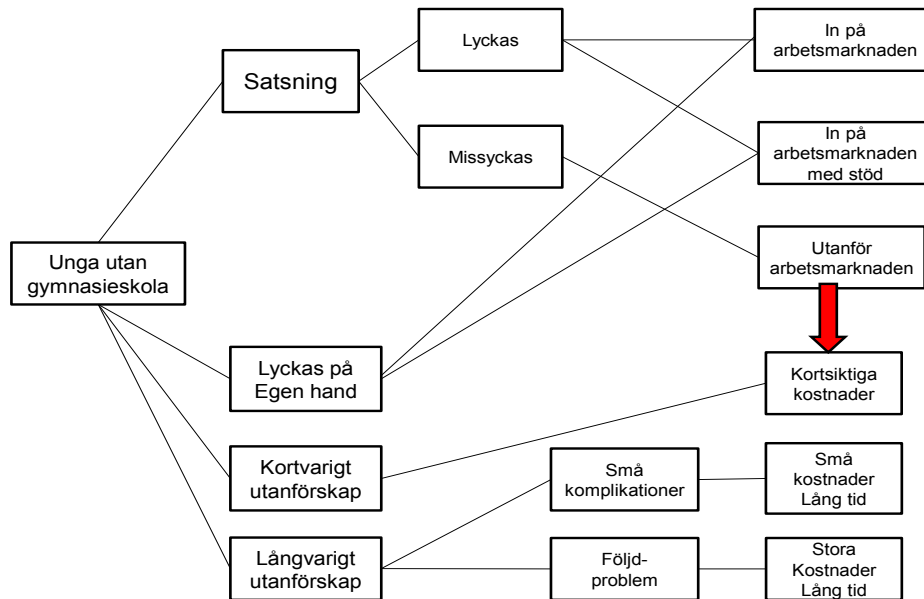 Lyckas
In på
arbetsmarknaden
Satsning
Missyckas
In på
arbetsmarknaden
med stöd
Unga utan
gymnasieskola
Utanför
arbetsmarknaden
Lyckas på
Egen hand
Kortsiktiga
kostnader
Kortvarigt
utanförskap
Små
komplikationer
Små
kostnader
Lång tid
Långvarigt
utanförskap
Följd-
problem
Stora
Kostnader
Lång tid